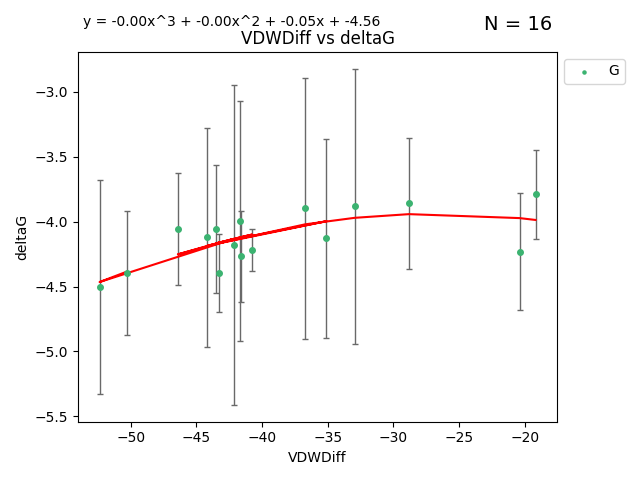 y = -0.00x^3 + -0.00x^2 + -0.05x + -4.56
N = 16
VDWDiff vs deltaG
G
−3.0
−3.5
−4.0
−4.5
−5.0
−5.5
deltaG
−50 −45 −40 −35 −30 −25 −20
VDWDiff